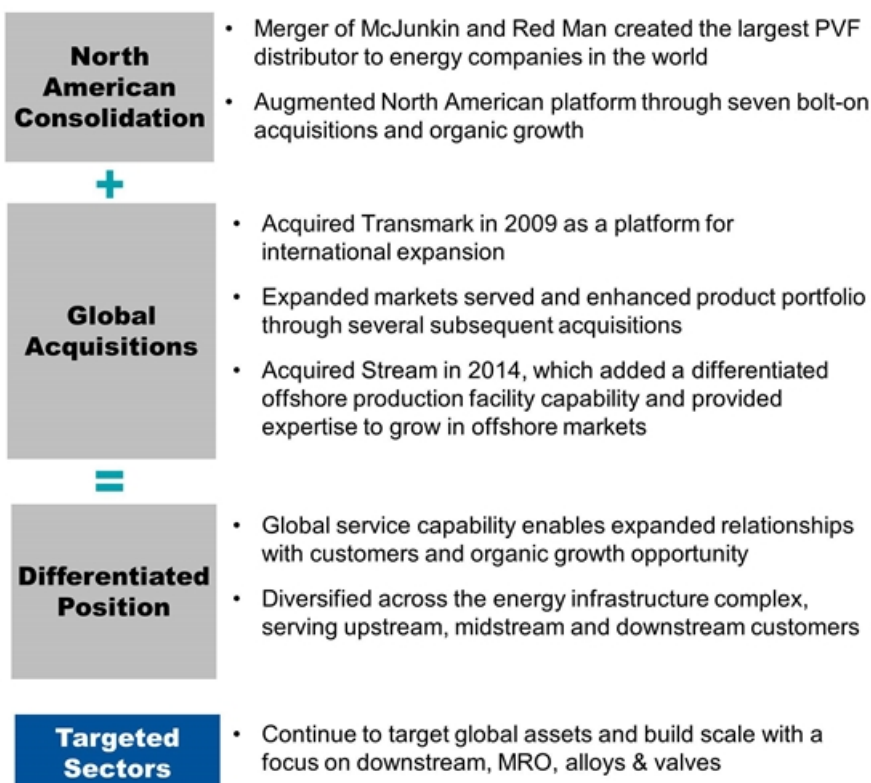 North
American
Consolidation
• Merger of McJunkin and Red Man created the largest PVF
distributor to energy companies in the world
• Augmented North American platform through seven bolt-on
acquisitions and organic growth
+
Global
Acquisitions
• Acquired Transmark in 2009 as a platform for
international expansion
• Expanded markets served and enhanced product portfolio
through several subsequent acquisitions
• Acquired Stream in 2014, which added a differentiated
offshore production facility capability and provided
expertise to grow in offshore markets
=
Differentiated
Position
• Global service capability enables expanded relationships
with customers and organic growth opportunity
• Diversified across the energy infrastructure complex,
serving upstream, midstream and downstream customers
Targeted
Sectors
• Continue to target global assets and build scale with a
focus on downstream, MRO, alloys & valves